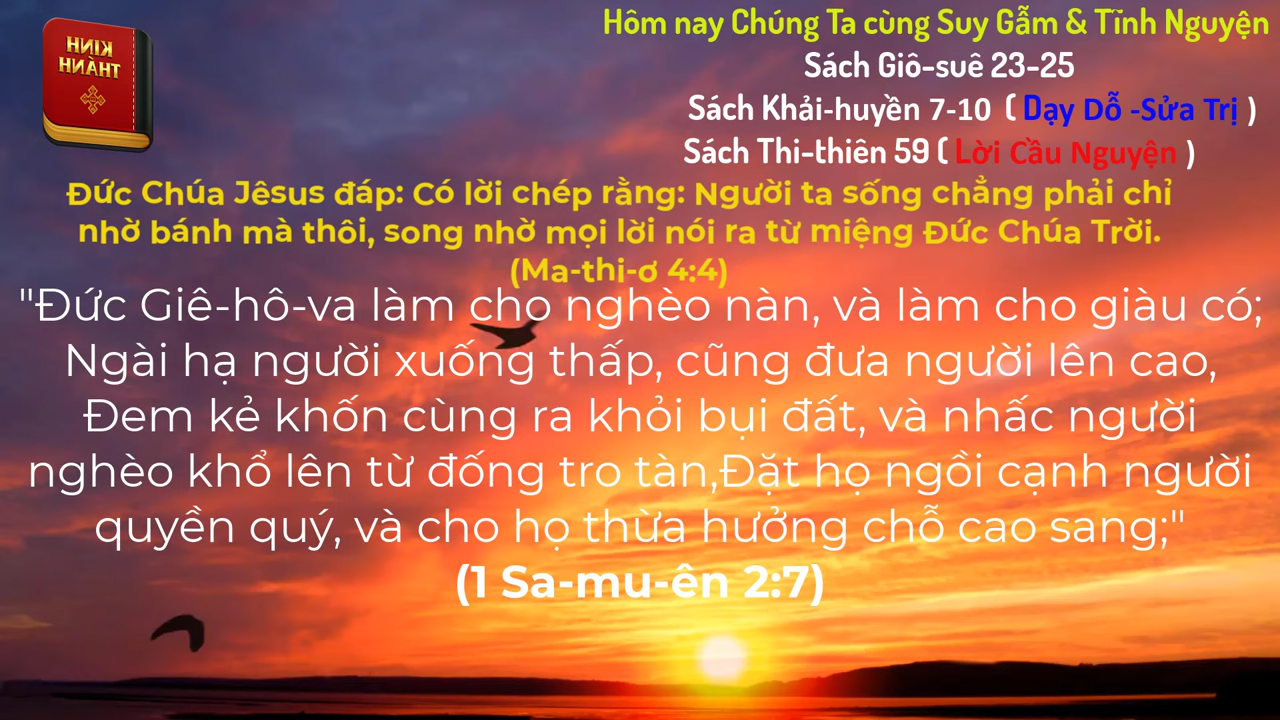 KINH
THÁNH
Hôm nay Chúng Ta cùng Suy Gẫm & Tĩnh Nguyện
Sách Giô-suê 23-25
Sách Khải-huyền 7-10 ( Dạy Dỗ -Sửa Trị )
Sách Thi-thiên 59 ( Lời Cầu Nguyện )
Đức Chúa Jêsus đáp: Có lời chép rằng: Người ta sống chẳng phải chỉ
nhờ bánh mà thôi, song nhờ mọi lời nói ra từ miệng Đức Chúa Trời.
(Ma-thi-ơ 4:4)
"Đức Giê-hô-va làm cho nghèo nàn, và làm cho giàu có;
Ngài hạ người xuống thấp, cũng đưa người lên cao,
Đem kẻ khốn cùng ra khỏi bụi đất, và nhấc người
nghèo khổ lên từ đống tro tàn,Đặt họ ngồi cạnh người
quyền quý, và cho họ thừa hưởng chỗ cao sang;"
(1 Sa-mu-ên 2:7)